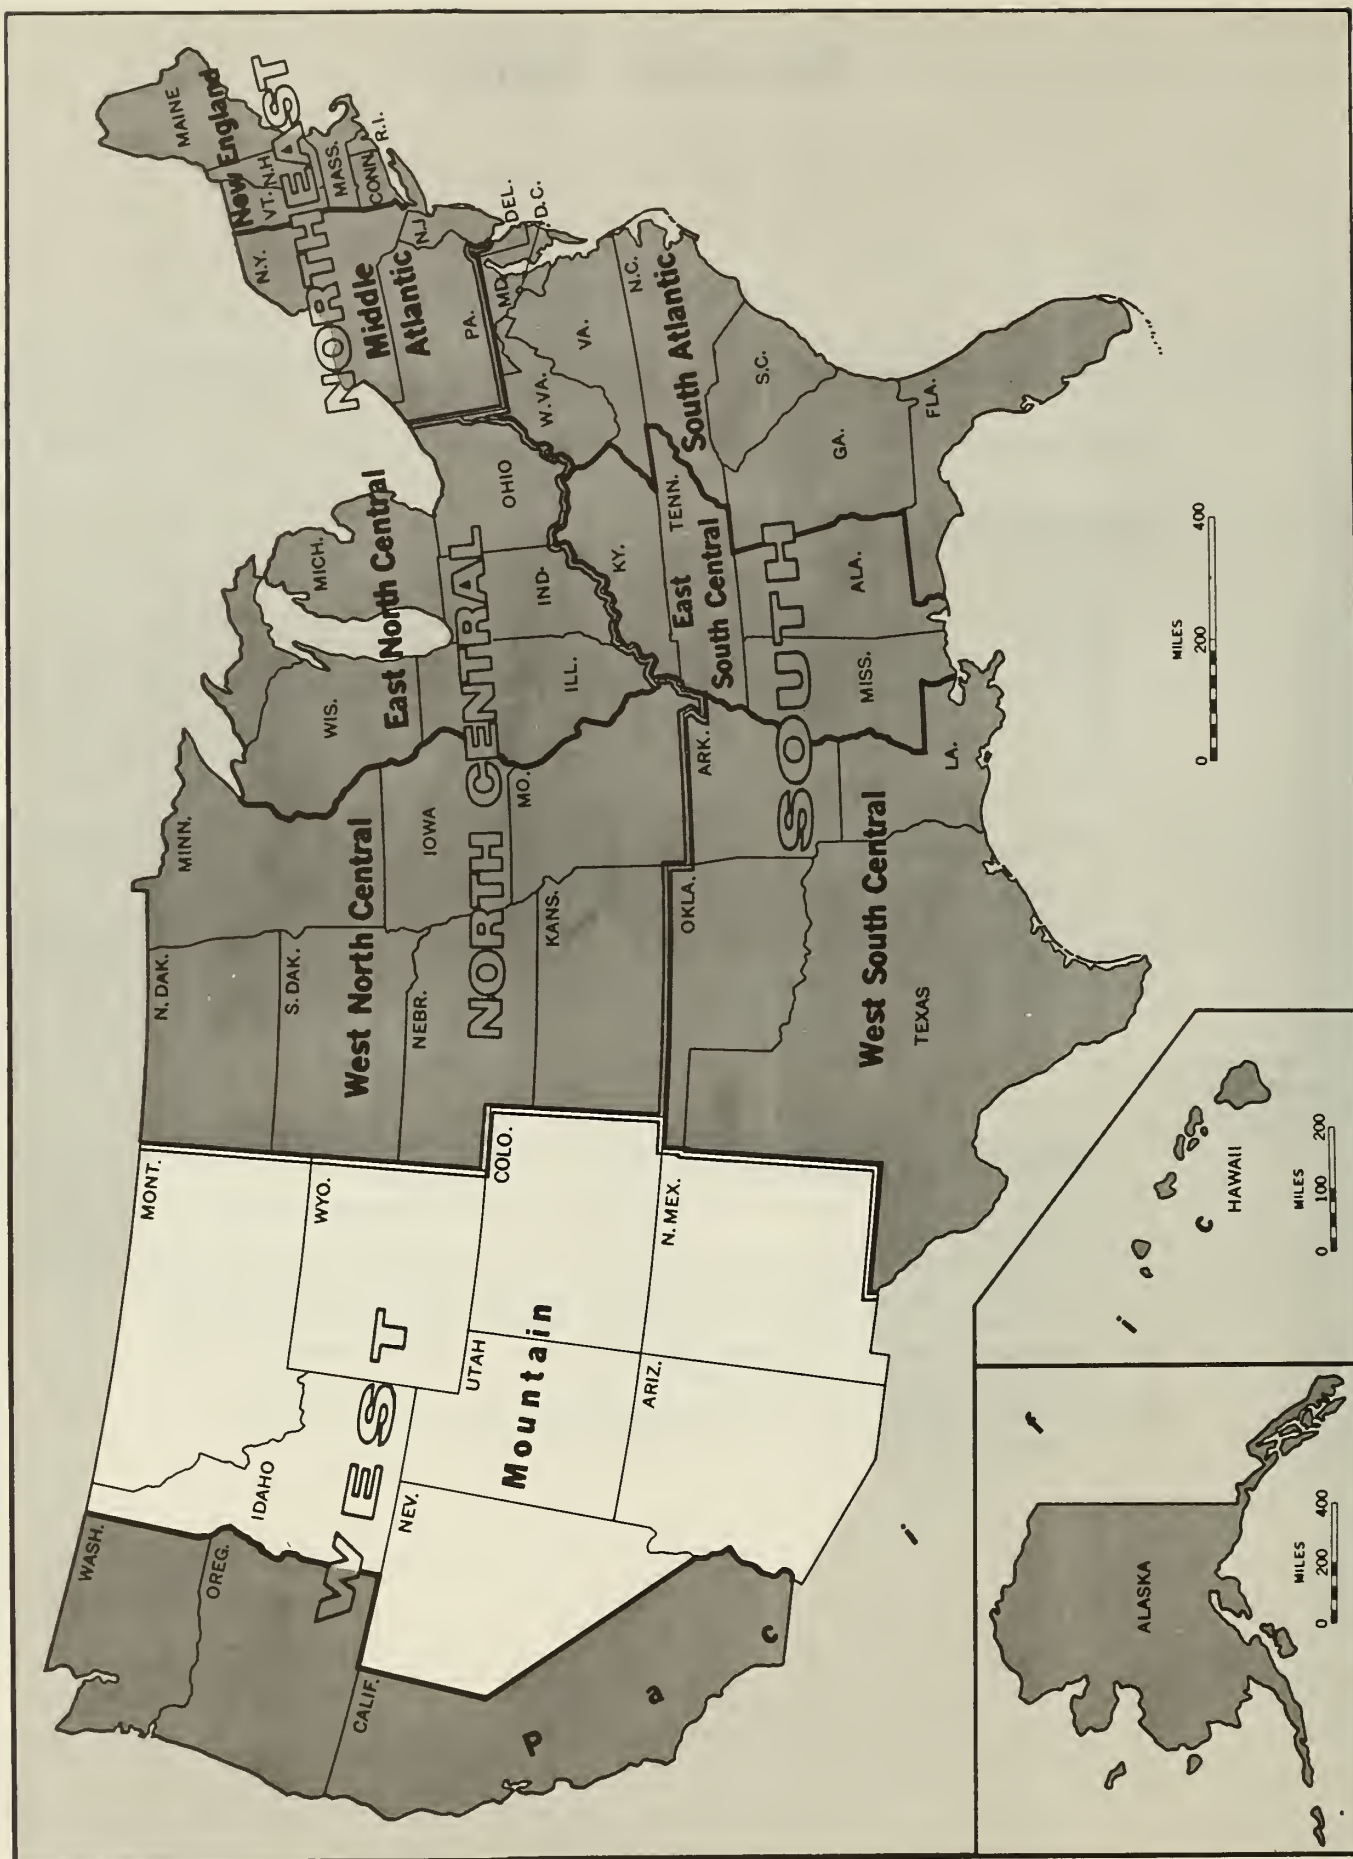 WEST
NORTH CENTRAL
NORTHEAST
SOUTH
Pacific
Mountain
West North Central
East North Central
Middle
Atlantic
New England
West South Central
East
South Central
South Atlantic
WASH.
OREG.
CALIF.
IDAHO
NEV.
MONT.
WYO.
UTAH
COLO.
ARIZ.
N. MEX.
N. DAK.
S. DAK.
NEBR.
KANS.
MINN.
IOWA
MO.
WIS.
MICH.
ILL.
IND-
OHIO
OKLA.
TEXAS
ARK.
LA.
KY.
TENN.
MISS.
ALA.
W. VA.
VA.
MD.
DEL.
D.C.
N.C.
S.C.
GA.
FLA.
PA.
N.J.
N.Y.
VT.
N.H.
MAINE
MASS.
CONN.
R.I.
ALASKA
MILES
0 200 400
HAWAII
MILES
0 100 200
MILES
0 200 400